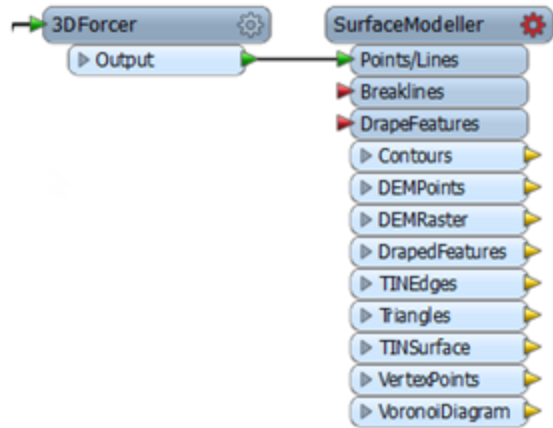 3DForcer
Output
SurfaceModeller
Points/Lines
Breaklines
DrapeFeatures
Contours
DEMPoints
DEMRaster
DrapedFeatures
TINEdges
Triangles
TINSurface
VertexPoints
VoronoiDiagram